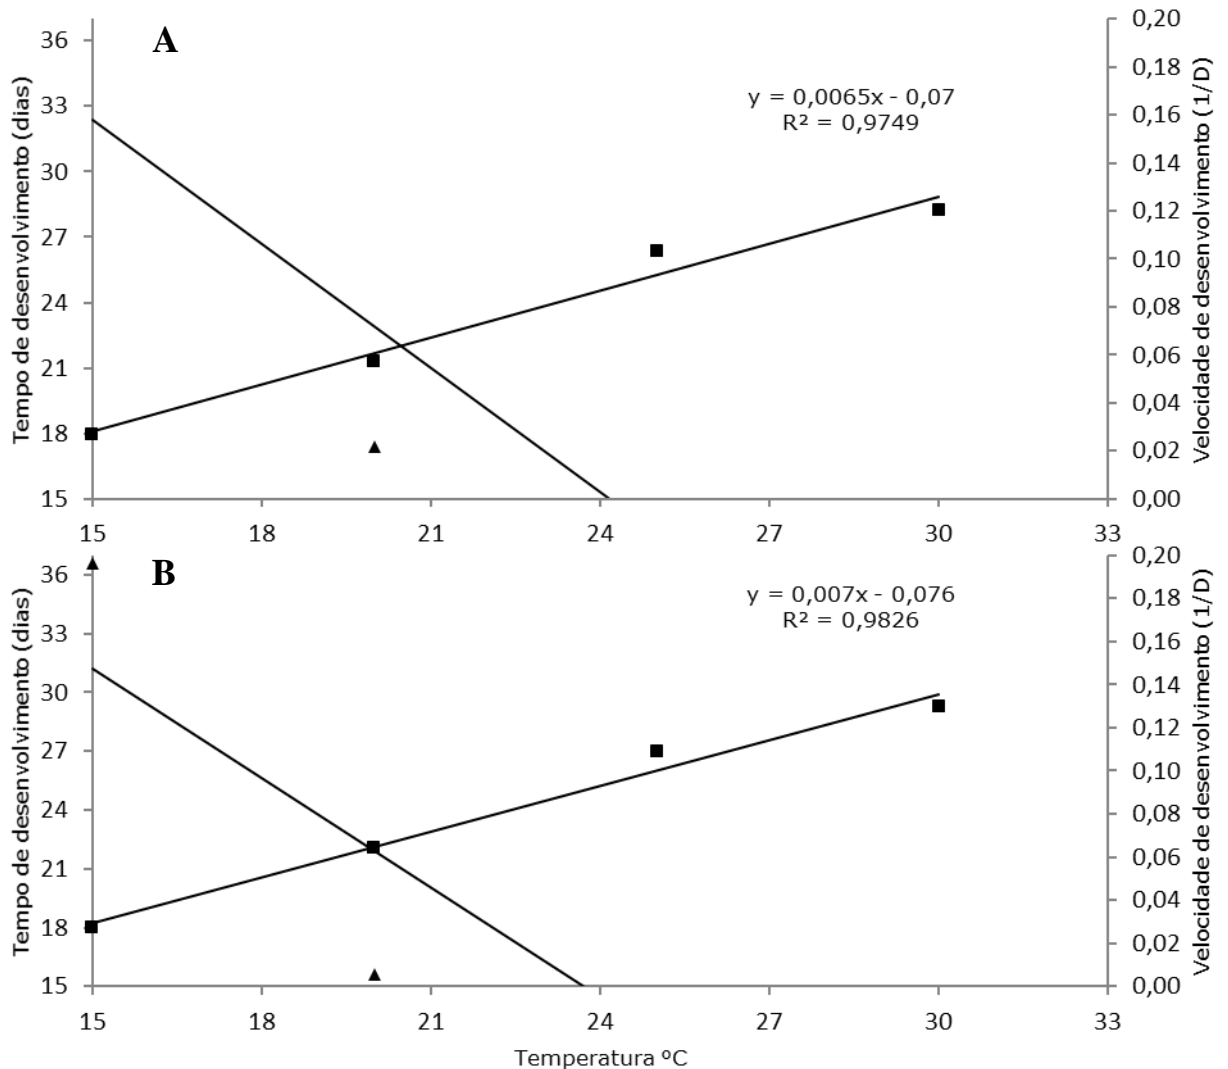 A
Tempo de desenvolvimento (dias)
36
33
30
27
24
21
18
15
y = 0,0065x - 0,07
R² = 0,9749
0,20
0,18
0,16
0,14
0,12
0,10
0,08
0,06
0,04
0,02
0,00
Velocidade de desenvolvimento (1/D)
15 18 21 24 27 30 33
B
Tempo de desenvolvimento (dias)
36
33
30
27
24
21
18
15
y = 0,007x - 0,076
R² = 0,9826
0,20
0,18
0,16
0,14
0,12
0,10
0,08
0,06
0,04
0,02
0,00
Velocidade de desenvolvimento (1/D)
15 18 21 24 27 30 33
Temperatura ºC